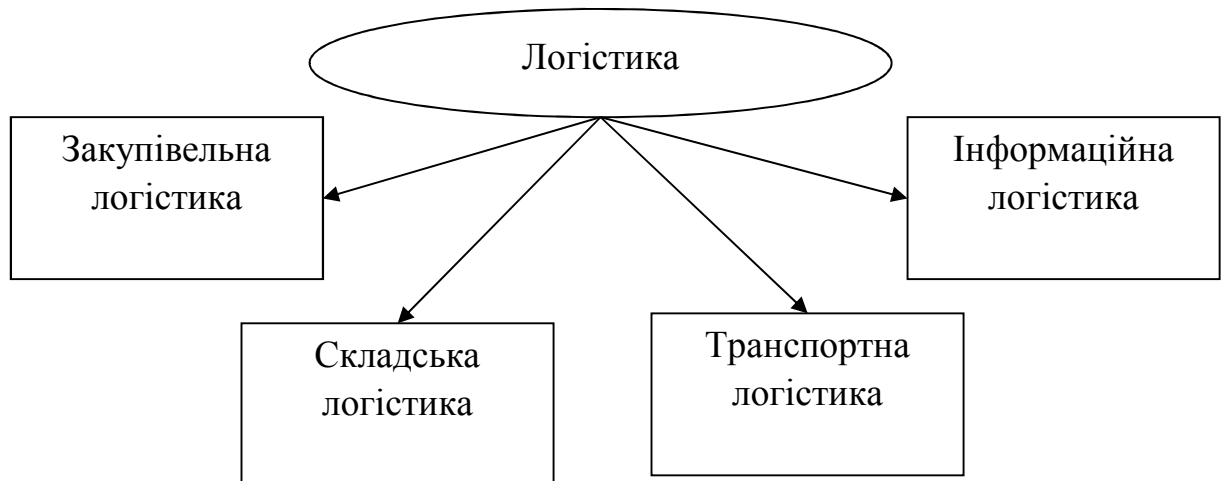 Логістика
Закупівельна
логістика
Інформаційна
логістика
Складська
логістика
Транспортна
логістика